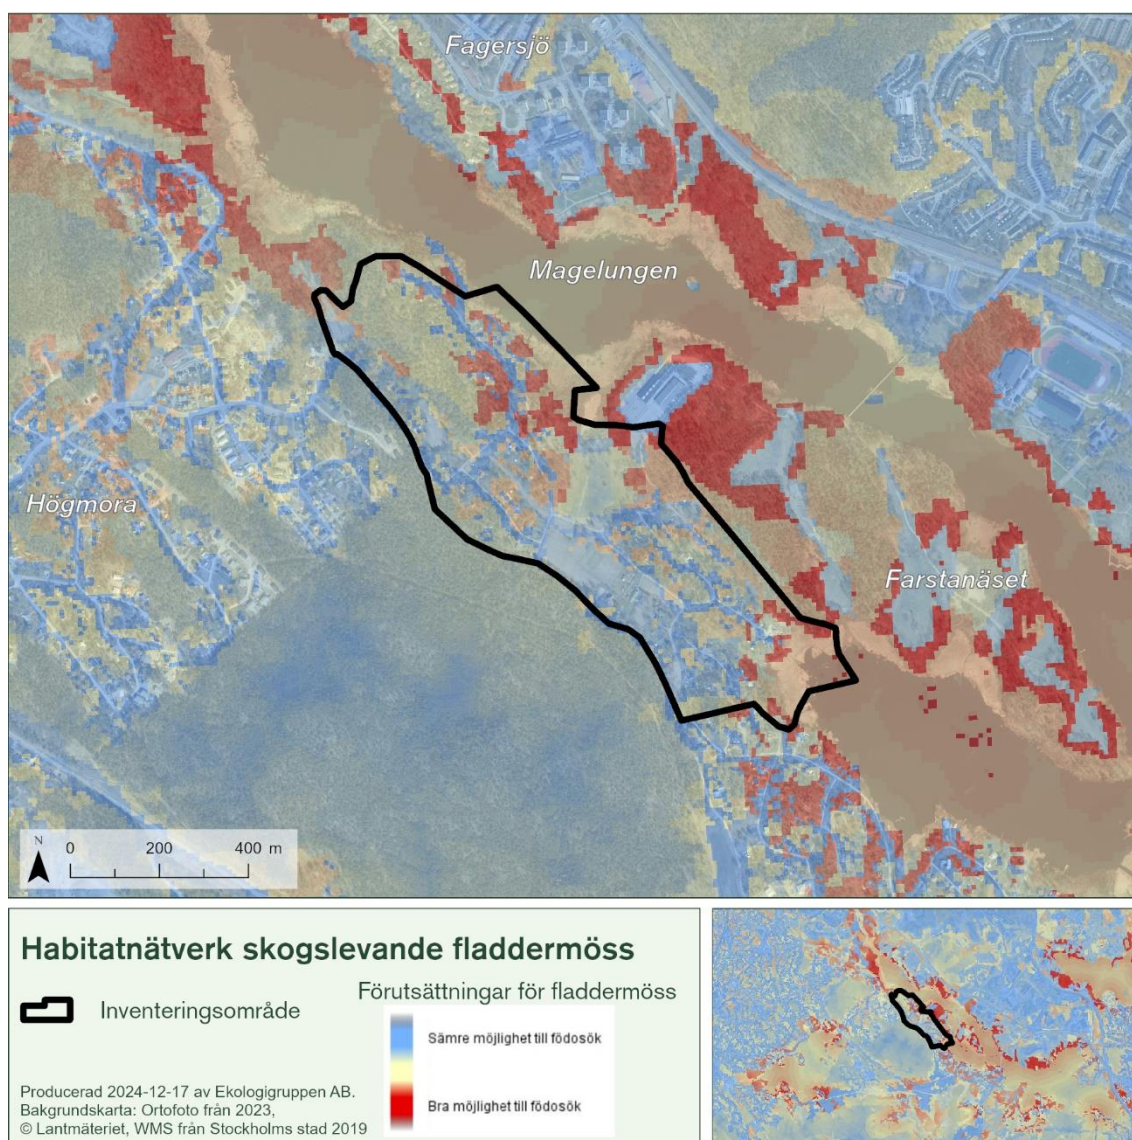 Fagersjö
Magelungen
Högmora
Farstanäset
N
0 200 400 m
Habitatnätverk skogslevande fladdermöss
Inventeringsområde
Förutsättningar för fladdermöss
Sämre möjlighet till födosök
Bra möjlighet till födosök
Producerad 2024-12-17 av Ekologigruppen AB.
Bakgrundskarta: Ortofoto från 2023,
© Lantmäteriet, WMS från Stockholms stad 2019